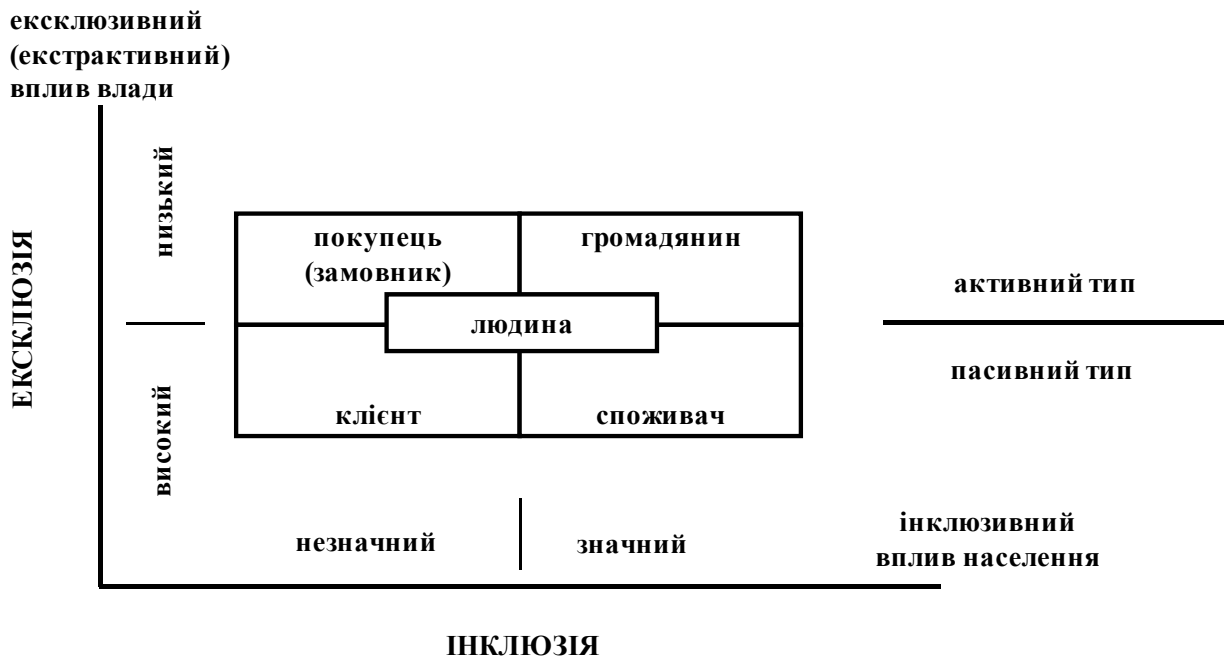 ексклюзивний
(екстрактивний)
вплив влади
ЕКСКЛЮЗІЯ
низький
високий
покупець
(замовник)
громадянин
людина
клієнт
споживач
активний тип
пасивний тип
незначний
значний
інклюзивний
вплив населення
ІНКЛЮЗІЯ